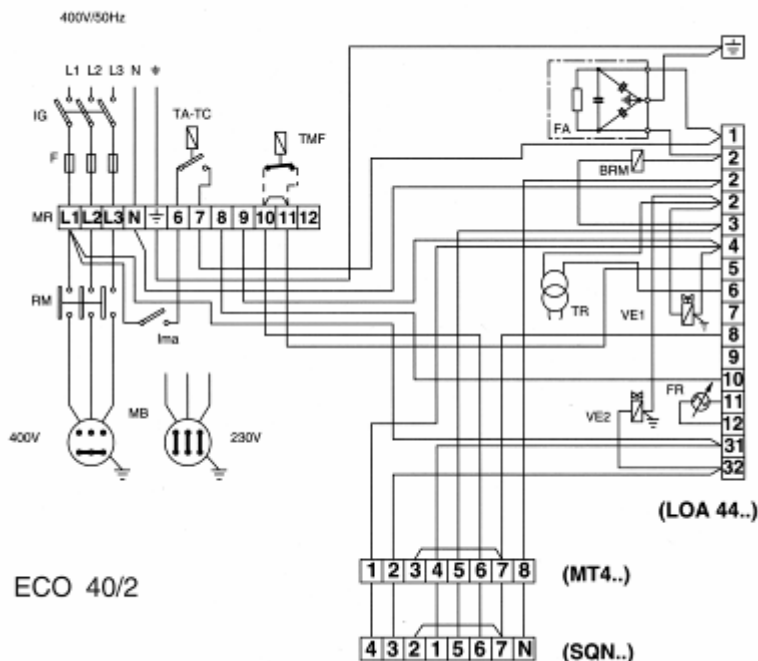 400V/50Hz
L1 L2 L3 N
IG
TA-TC
TMF
F
FA
BRM
MR L1 L2 L3 N 6 7 8 9 10 11 12
RM
Ima
TR
VE1
MB
400V
230V
VE2
FR
1
2
2
2
3
4
5
6
7
8
9
10
11
12
31
32
(LOA 44..)
ECO 40/2
1 2 3 4 5 6 7 8 (MT4..)
4 3 2 1 5 6 7 N (SQN..)